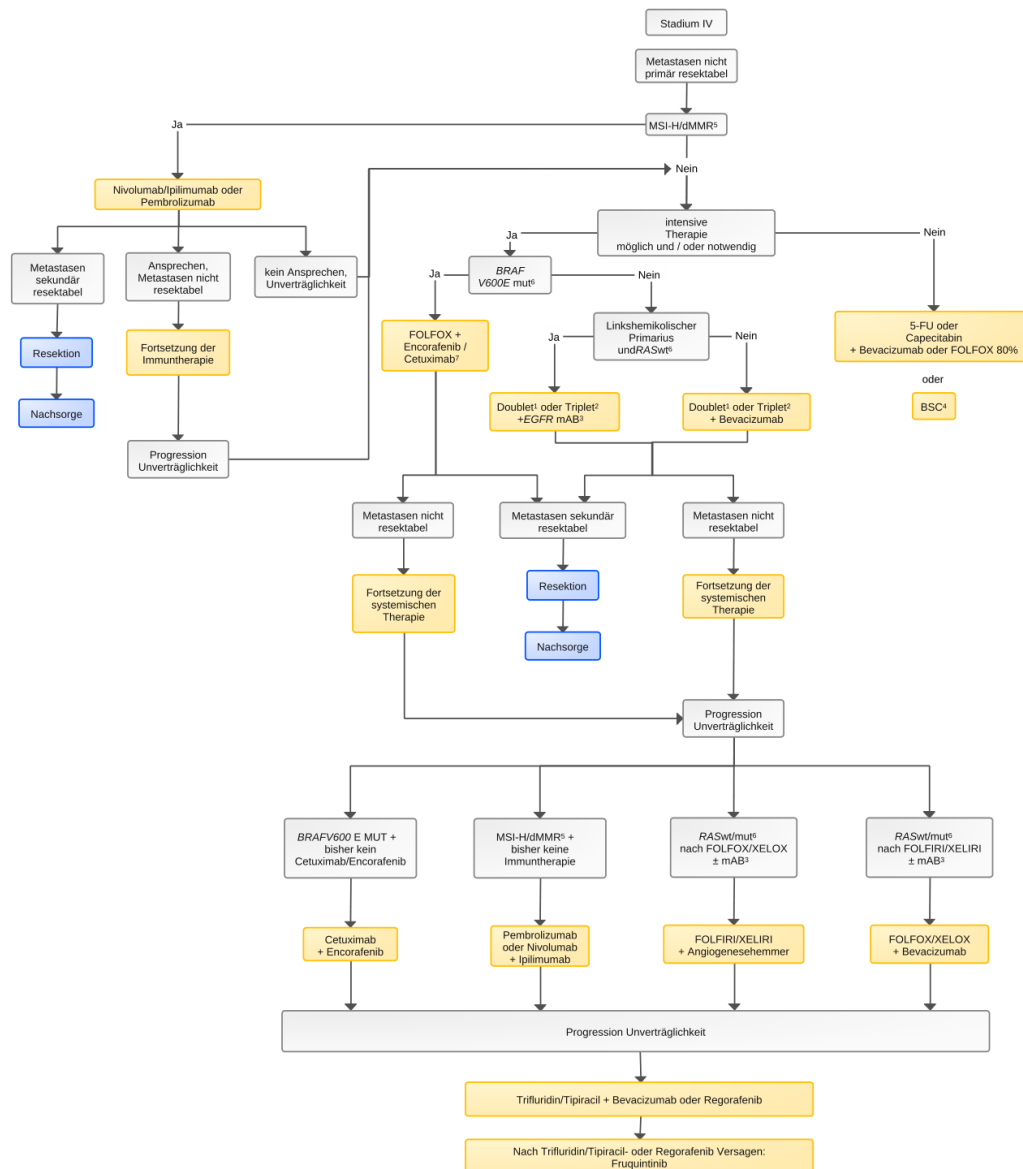 Stadium IV
Metastasen nicht
primär resektabel
MSI-H/dMMR⁵
Ja
Nein
Nivolumab/Ipilimumab oder
Pembrolizumab
intensive
Therapie
möglich und / oder notwendig
Ja
Nein
Metastasen
sekundär
resektabel
Ansprechen,
Metastasen nicht
resektabel
kein Ansprechen,
Unverträglichkeit
BRAF
V600E mut⁶
Ja
Nein
Resektion
Nachsorge
Fortsetzung der
Immuntherapie
Progression
Unverträglichkeit
FOLFOX +
Encorafenib /
Cetuximab⁷
Linkshemikolischer
Primarius
undRASwt⁶
Ja
Nein
5-FU oder
Capecitabin
+ Bevacizumab oder FOLFOX 80%
oder
BSC⁴
Doublet¹ oder Triplet²
+EGFR mAB³
Doublet¹ oder Triplet²
+ Bevacizumab
Metastasen nicht
resektabel
Metastasen sekundär
resektabel
Metastasen nicht
resektabel
Fortsetzung der
systemischen
Therapie
Resektion
Nachsorge
Fortsetzung der
systemischen
Therapie
Progression
Unverträglichkeit
BRAFV600 E MUT +
bisher kein
Cetuximab/Encorafenib
MSI-H/dMMR⁵ +
bisher keine
Immuntherapie
RASwt/mut⁶
nach FOLFOX/XELOX
± mAB³
RASwt/mut⁶
nach FOLFIRI/XELIRI
± mAB³
Cetuximab
+ Encorafenib
Pembrolizumab
oder Nivolumab
+ Ipilimumab
FOLFIRI/XELIRI
+ Angiogenesehemmer
FOLFOX/XELOX
+ Bevacizumab
Progression Unverträglichkeit
Trifluridin/Tipiracil + Bevacizumab oder Regorafenib
Nach Trifluridin/Tipiracil- oder Regorafenib Versagen:
Fruquintinib